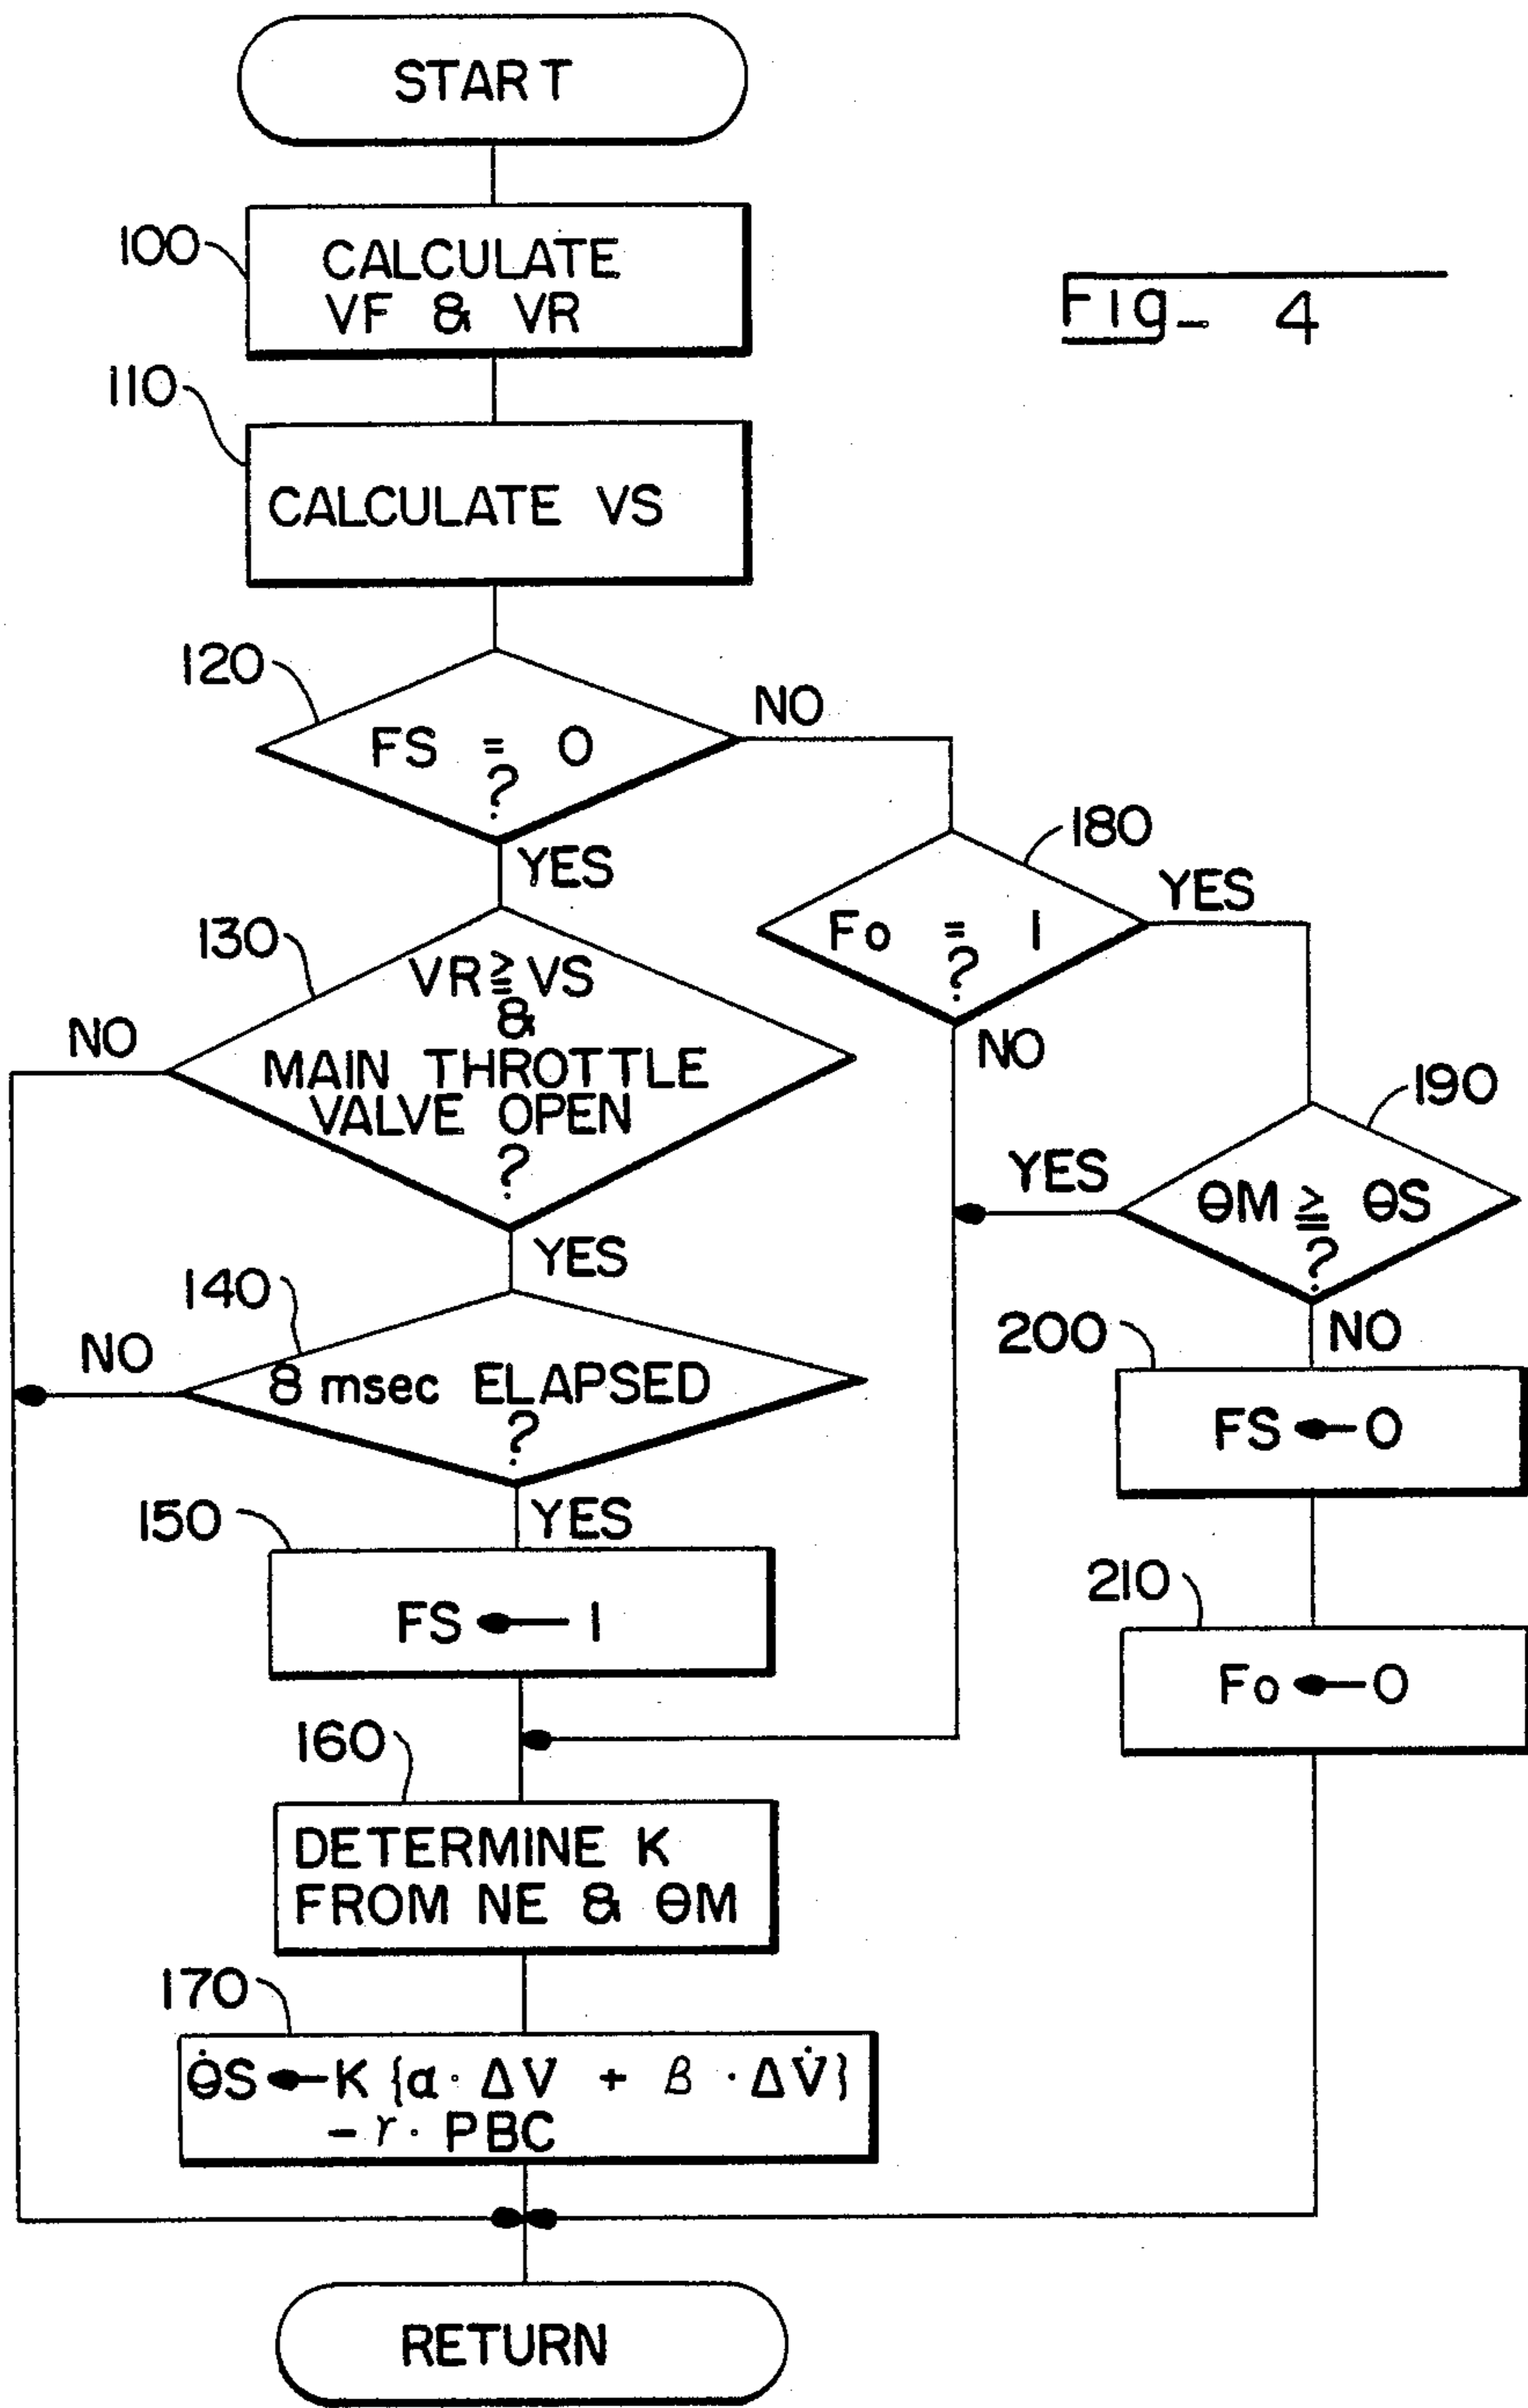 START
Fig_ 4
100
CALCULATE
VF & VR
110
CALCULATE VS
120
FS = 0
?
NO
YES
180
Fo = 1
?
YES
NO
130
VR ≧ VS
&
MAIN THROTTLE
VALVE OPEN
?
NO
YES
190
θM ≧ θS
?
YES
NO
140
8 msec ELAPSED
?
NO
YES
200
FS ← 0
150
FS ← 1
210
Fo ← 0
160
DETERMINE K
FROM NE & θM
170
θ̇S ← K {α · ΔV + β · ΔV̇}
- γ · PBC
RETURN